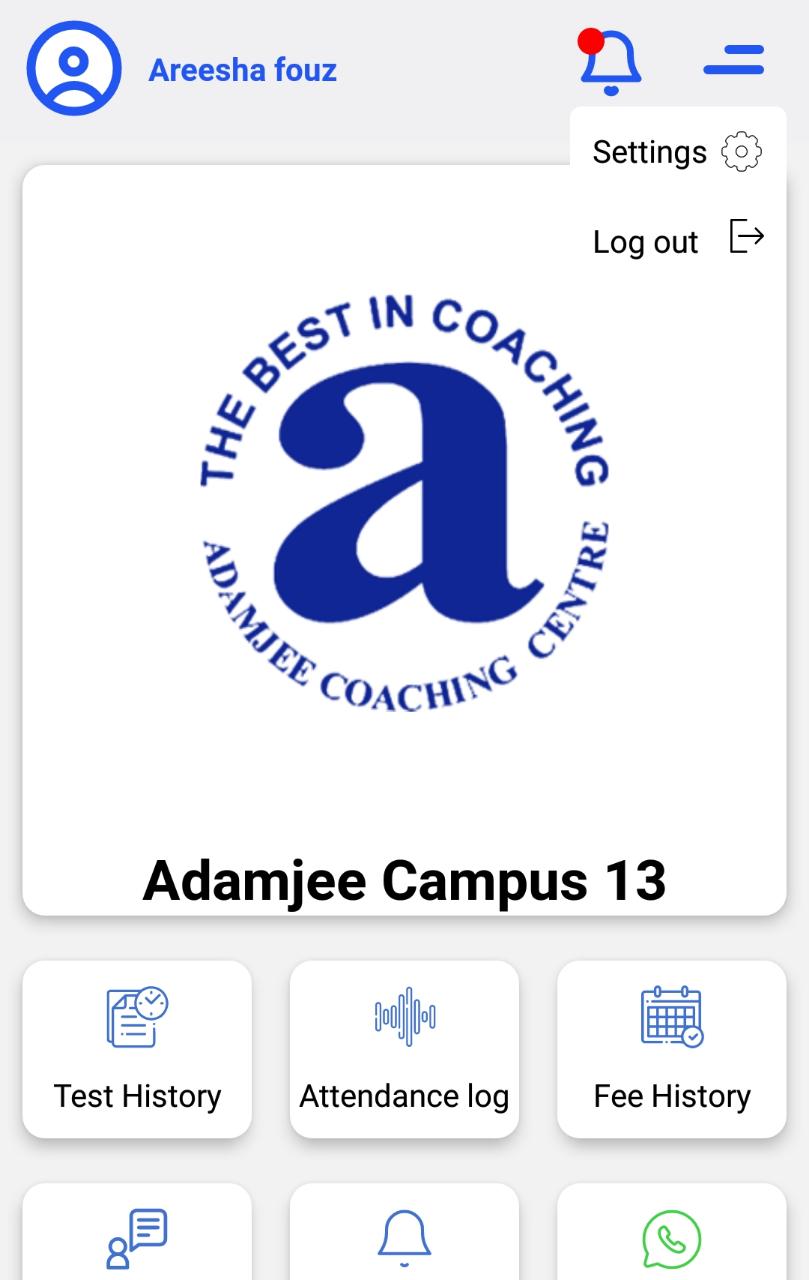 Areesha fouz
Settings
Log out
THE BEST IN COACHING
ADAMJEE COACHING CENTRE
a
Adamjee Campus 13
Test History
Attendance log
Fee History